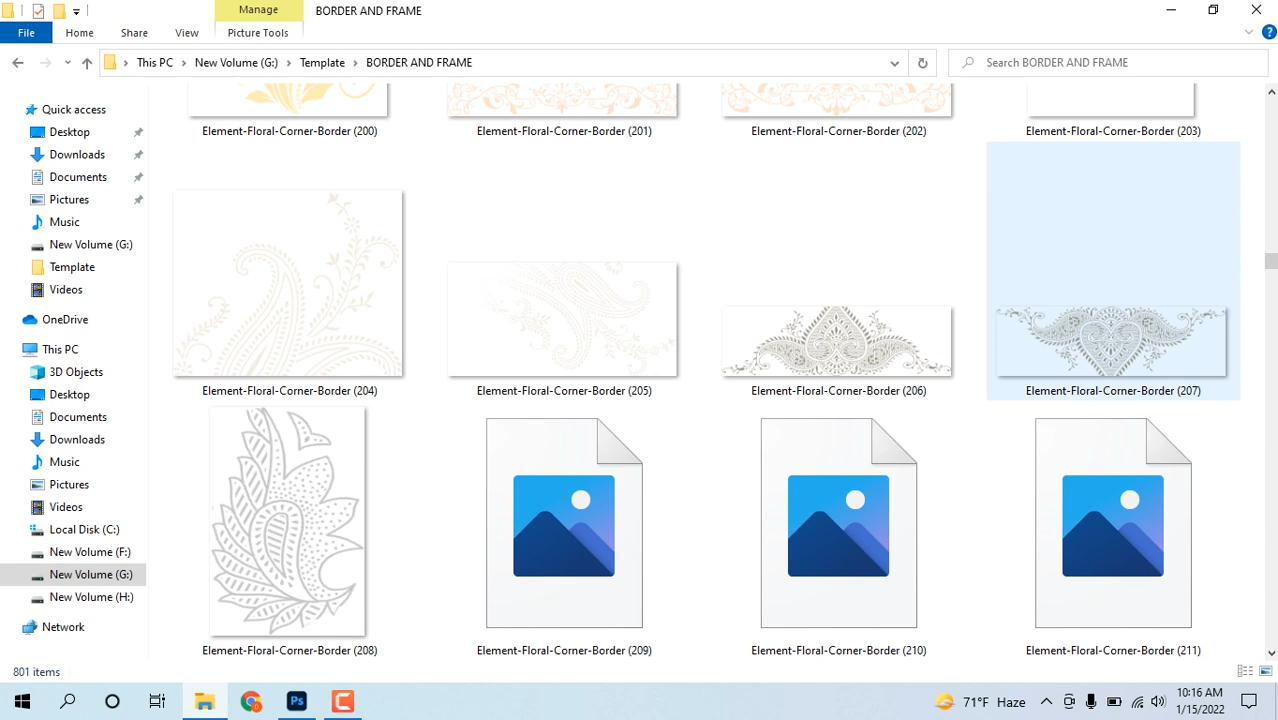 Manage
BORDER AND FRAME
File
Home
Share
View
Picture Tools
This PC
New Volume (G:)
Template
BORDER AND FRAME
Search BORDER AND FRAME
Quick access
Desktop
Downloads
Documents
Pictures
Music
New Volume (G:)
Template
Videos
OneDrive
This PC
3D Objects
Desktop
Documents
Downloads
Music
Pictures
Videos
Local Disk (C:)
New Volume (F:)
New Volume (G:)
New Volume (H:)
Network
Element-Floral-Corner-Border (200)
Element-Floral-Corner-Border (201)
Element-Floral-Corner-Border (202)
Element-Floral-Corner-Border (203)
Element-Floral-Corner-Border (204)
Element-Floral-Corner-Border (205)
Element-Floral-Corner-Border (206)
Element-Floral-Corner-Border (207)
Element-Floral-Corner-Border (208)
Element-Floral-Corner-Border (209)
Element-Floral-Corner-Border (210)
Element-Floral-Corner-Border (211)
801 items
Ps
71°F Haze
10:16 AM
1/15/2022